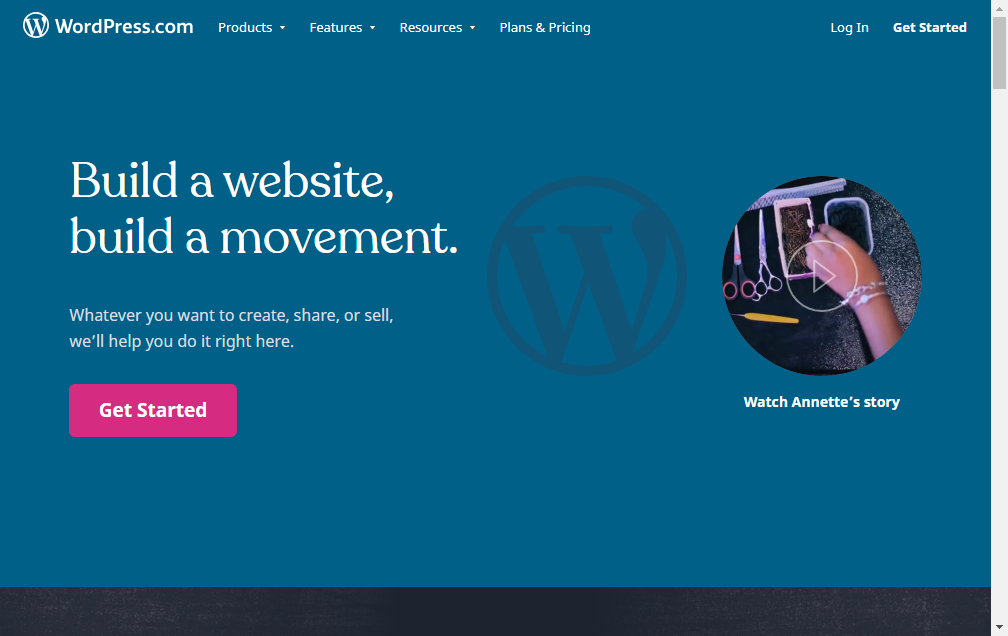 WordPress.com Products Features Resources Plans & Pricing Log In Get Started
Build a website,
build a movement.
Whatever you want to create, share, or sell,
we’ll help you do it right here.
Get Started
Watch Annette’s story